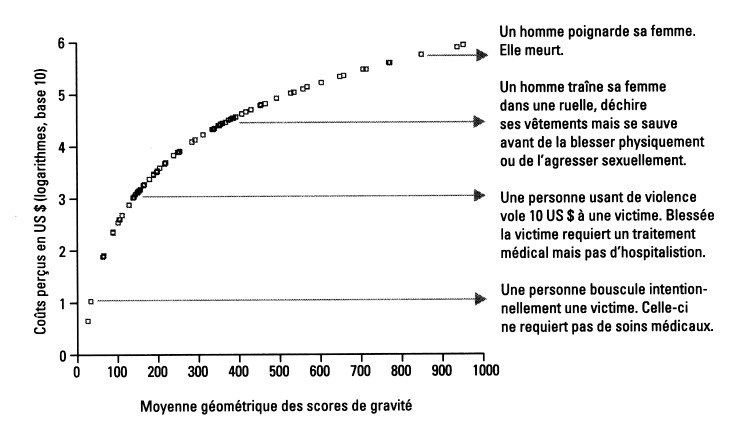 Coûts perçus en US $ (logarithmes, base 10)
6
5
4
3
2
1
0
0
100
200
300
400
500
600
700
800
900
1000
Moyenne géométrique des scores de gravité
Un homme poignarde sa femme.
Elle meurt.
Un homme traîne sa femme
dans une ruelle, déchire
ses vêtements mais se sauve
avant de la blesser physiquement
ou de l'agresser sexuellement.
Une personne usant de violence
vole 10 US $ à une victime. Blessée
la victime requiert un traitement
médical mais pas d'hospitalistion.
Une personne bouscule intention-
nellement une victime. Celle-ci
ne requiert pas de soins médicaux.